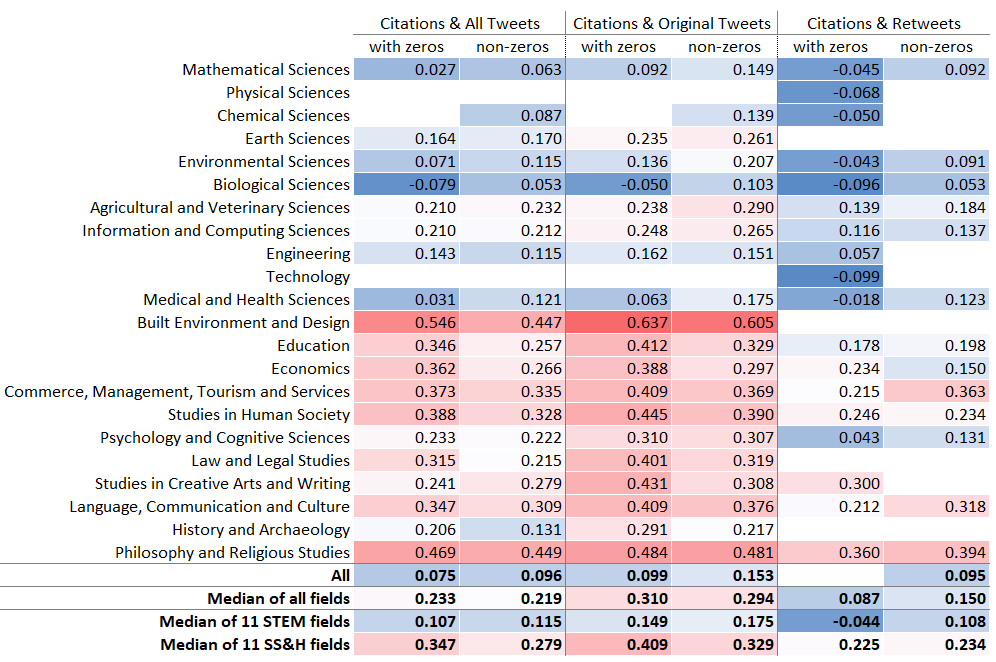 Citations & All Tweets Citations & Original Tweets Citations & Retweets
with zeros non-zeros with zeros non-zeros with zeros non-zeros
Mathematical Sciences 0.027 0.063 0.092 0.149 -0.045 0.092
Physical Sciences -0.068
Chemical Sciences 0.087 0.139 -0.050
Earth Sciences 0.164 0.170 0.235 0.261
Environmental Sciences 0.071 0.115 0.136 0.207 -0.043 0.091
Biological Sciences -0.079 0.053 -0.050 0.103 -0.096 0.053
Agricultural and Veterinary Sciences 0.210 0.232 0.238 0.290 0.139 0.184
Information and Computing Sciences 0.210 0.212 0.248 0.265 0.116 0.137
Engineering 0.143 0.115 0.162 0.151 0.057
Technology -0.099
Medical and Health Sciences 0.031 0.121 0.063 0.175 -0.018 0.123
Built Environment and Design 0.546 0.447 0.637 0.605
Education 0.346 0.257 0.412 0.329 0.178 0.198
Economics 0.362 0.266 0.388 0.297 0.234 0.150
Commerce, Management, Tourism and Services 0.373 0.335 0.409 0.369 0.215 0.363
Studies in Human Society 0.388 0.328 0.445 0.390 0.246 0.234
Psychology and Cognitive Sciences 0.233 0.222 0.310 0.307 0.043 0.131
Law and Legal Studies 0.315 0.215 0.401 0.319
Studies in Creative Arts and Writing 0.241 0.279 0.431 0.308 0.300
Language, Communication and Culture 0.347 0.309 0.409 0.376 0.212 0.318
History and Archaeology 0.206 0.131 0.291 0.217
Philosophy and Religious Studies 0.469 0.449 0.484 0.481 0.360 0.394
All 0.075 0.096 0.099 0.153 0.095
Median of all fields 0.233 0.219 0.310 0.294 0.087 0.150
Median of 11 STEM fields 0.107 0.115 0.149 0.175 -0.044 0.108
Median of 11 SS&H fields 0.347 0.279 0.409 0.329 0.225 0.234